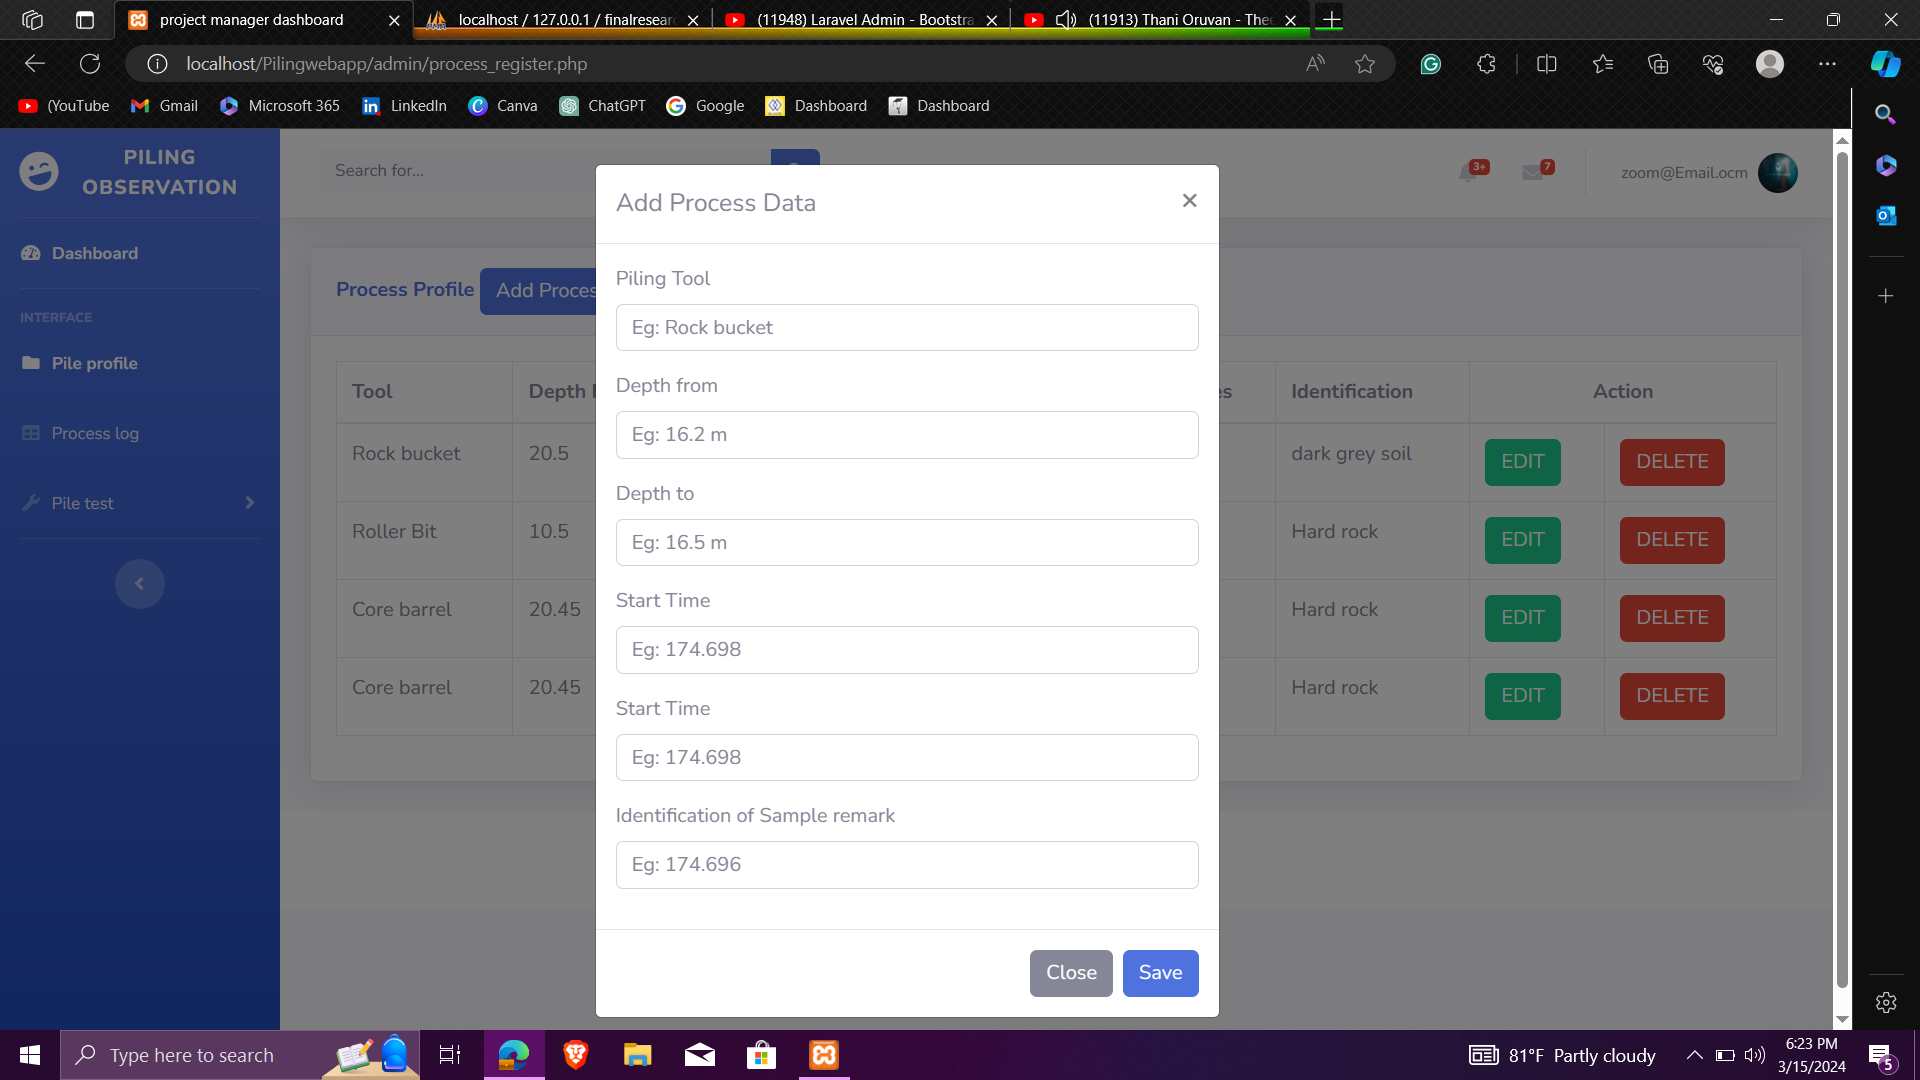 project manager dashboard
localhost / 127.0.0.1 / finalresear
(11948) Laravel Admin - Bootstra
(11913) Thani Oruvan - Thee
localhost/Pilingwebapp/admin/process_register.php
(YouTube
Gmail
Microsoft 365
LinkedIn
Canva
ChatGPT
Google
Dashboard
Dashboard
PILING
OBSERVATION
Dashboard
INTERFACE
Pile profile
Process log
Pile test
Search for...
3+
7
zoom@Email.ocm
Process Profile
Add Proces
Tool
Depth
es
Identification
Action
Rock bucket
20.5
dark grey soil
EDIT
DELETE
Roller Bit
10.5
Hard rock
EDIT
DELETE
Core barrel
20.45
Hard rock
EDIT
DELETE
Core barrel
20.45
Hard rock
EDIT
DELETE
Add Process Data
Piling Tool
Eg: Rock bucket
Depth from
Eg: 16.2 m
Depth to
Eg: 16.5 m
Start Time
Eg: 174.698
Start Time
Eg: 174.698
Identification of Sample remark
Eg: 174.696
Close
Save
Type here to search
81°F Partly cloudy
6:23 PM
3/15/2024
5